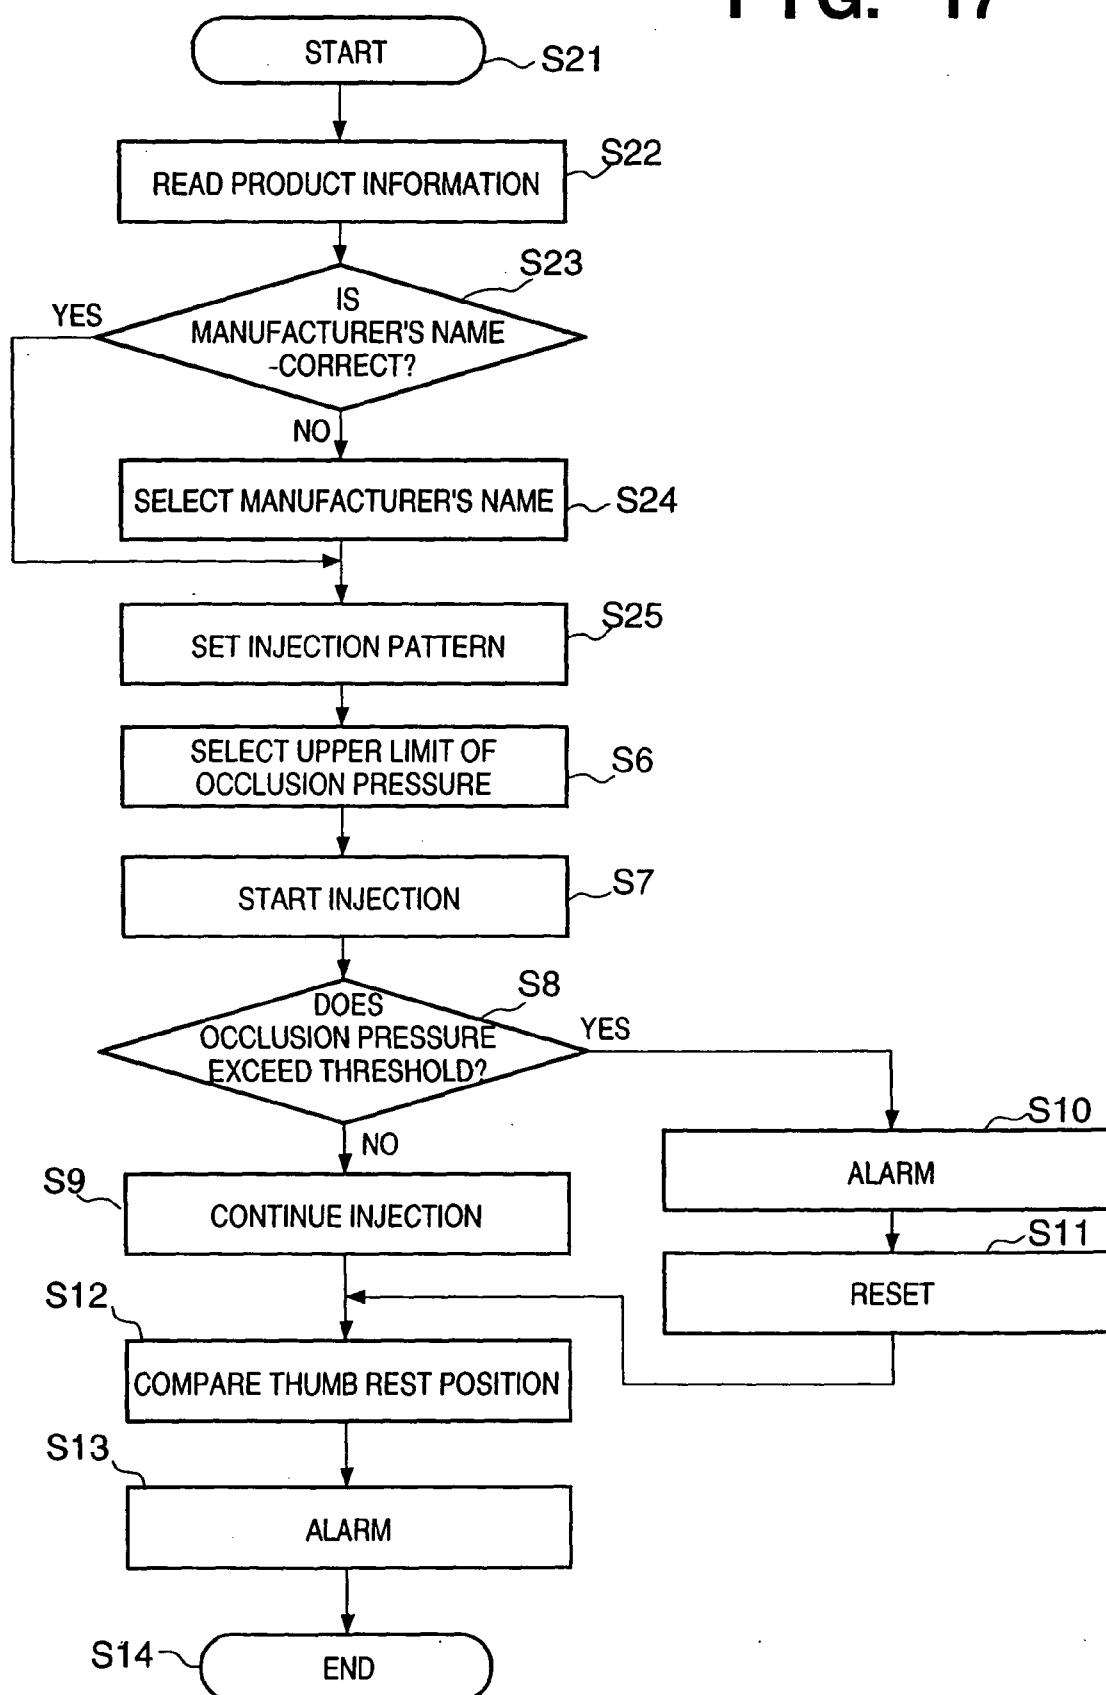 FIG. 17
START
S21
S22
READ PRODUCT INFORMATION
S23
IS
YES
MANUFACTURER'S NAME
-CORRECT?
NO
SELECT MANUFACTURER'S NAME
S24
S25
SET INJECTION PATTERN
SELECT UPPER LIMIT OF
OCCLUSION PRESSURE
S6
START INJECTION
S7
S8
DOES
OCCLUSION PRESSURE
EXCEED THRESHOLD?
YES
NO
S10
ALARM
S9
CONTINUE INJECTION
S11
RESET
S12
COMPARE THUMB REST POSITION
S13
ALARM
S14
END